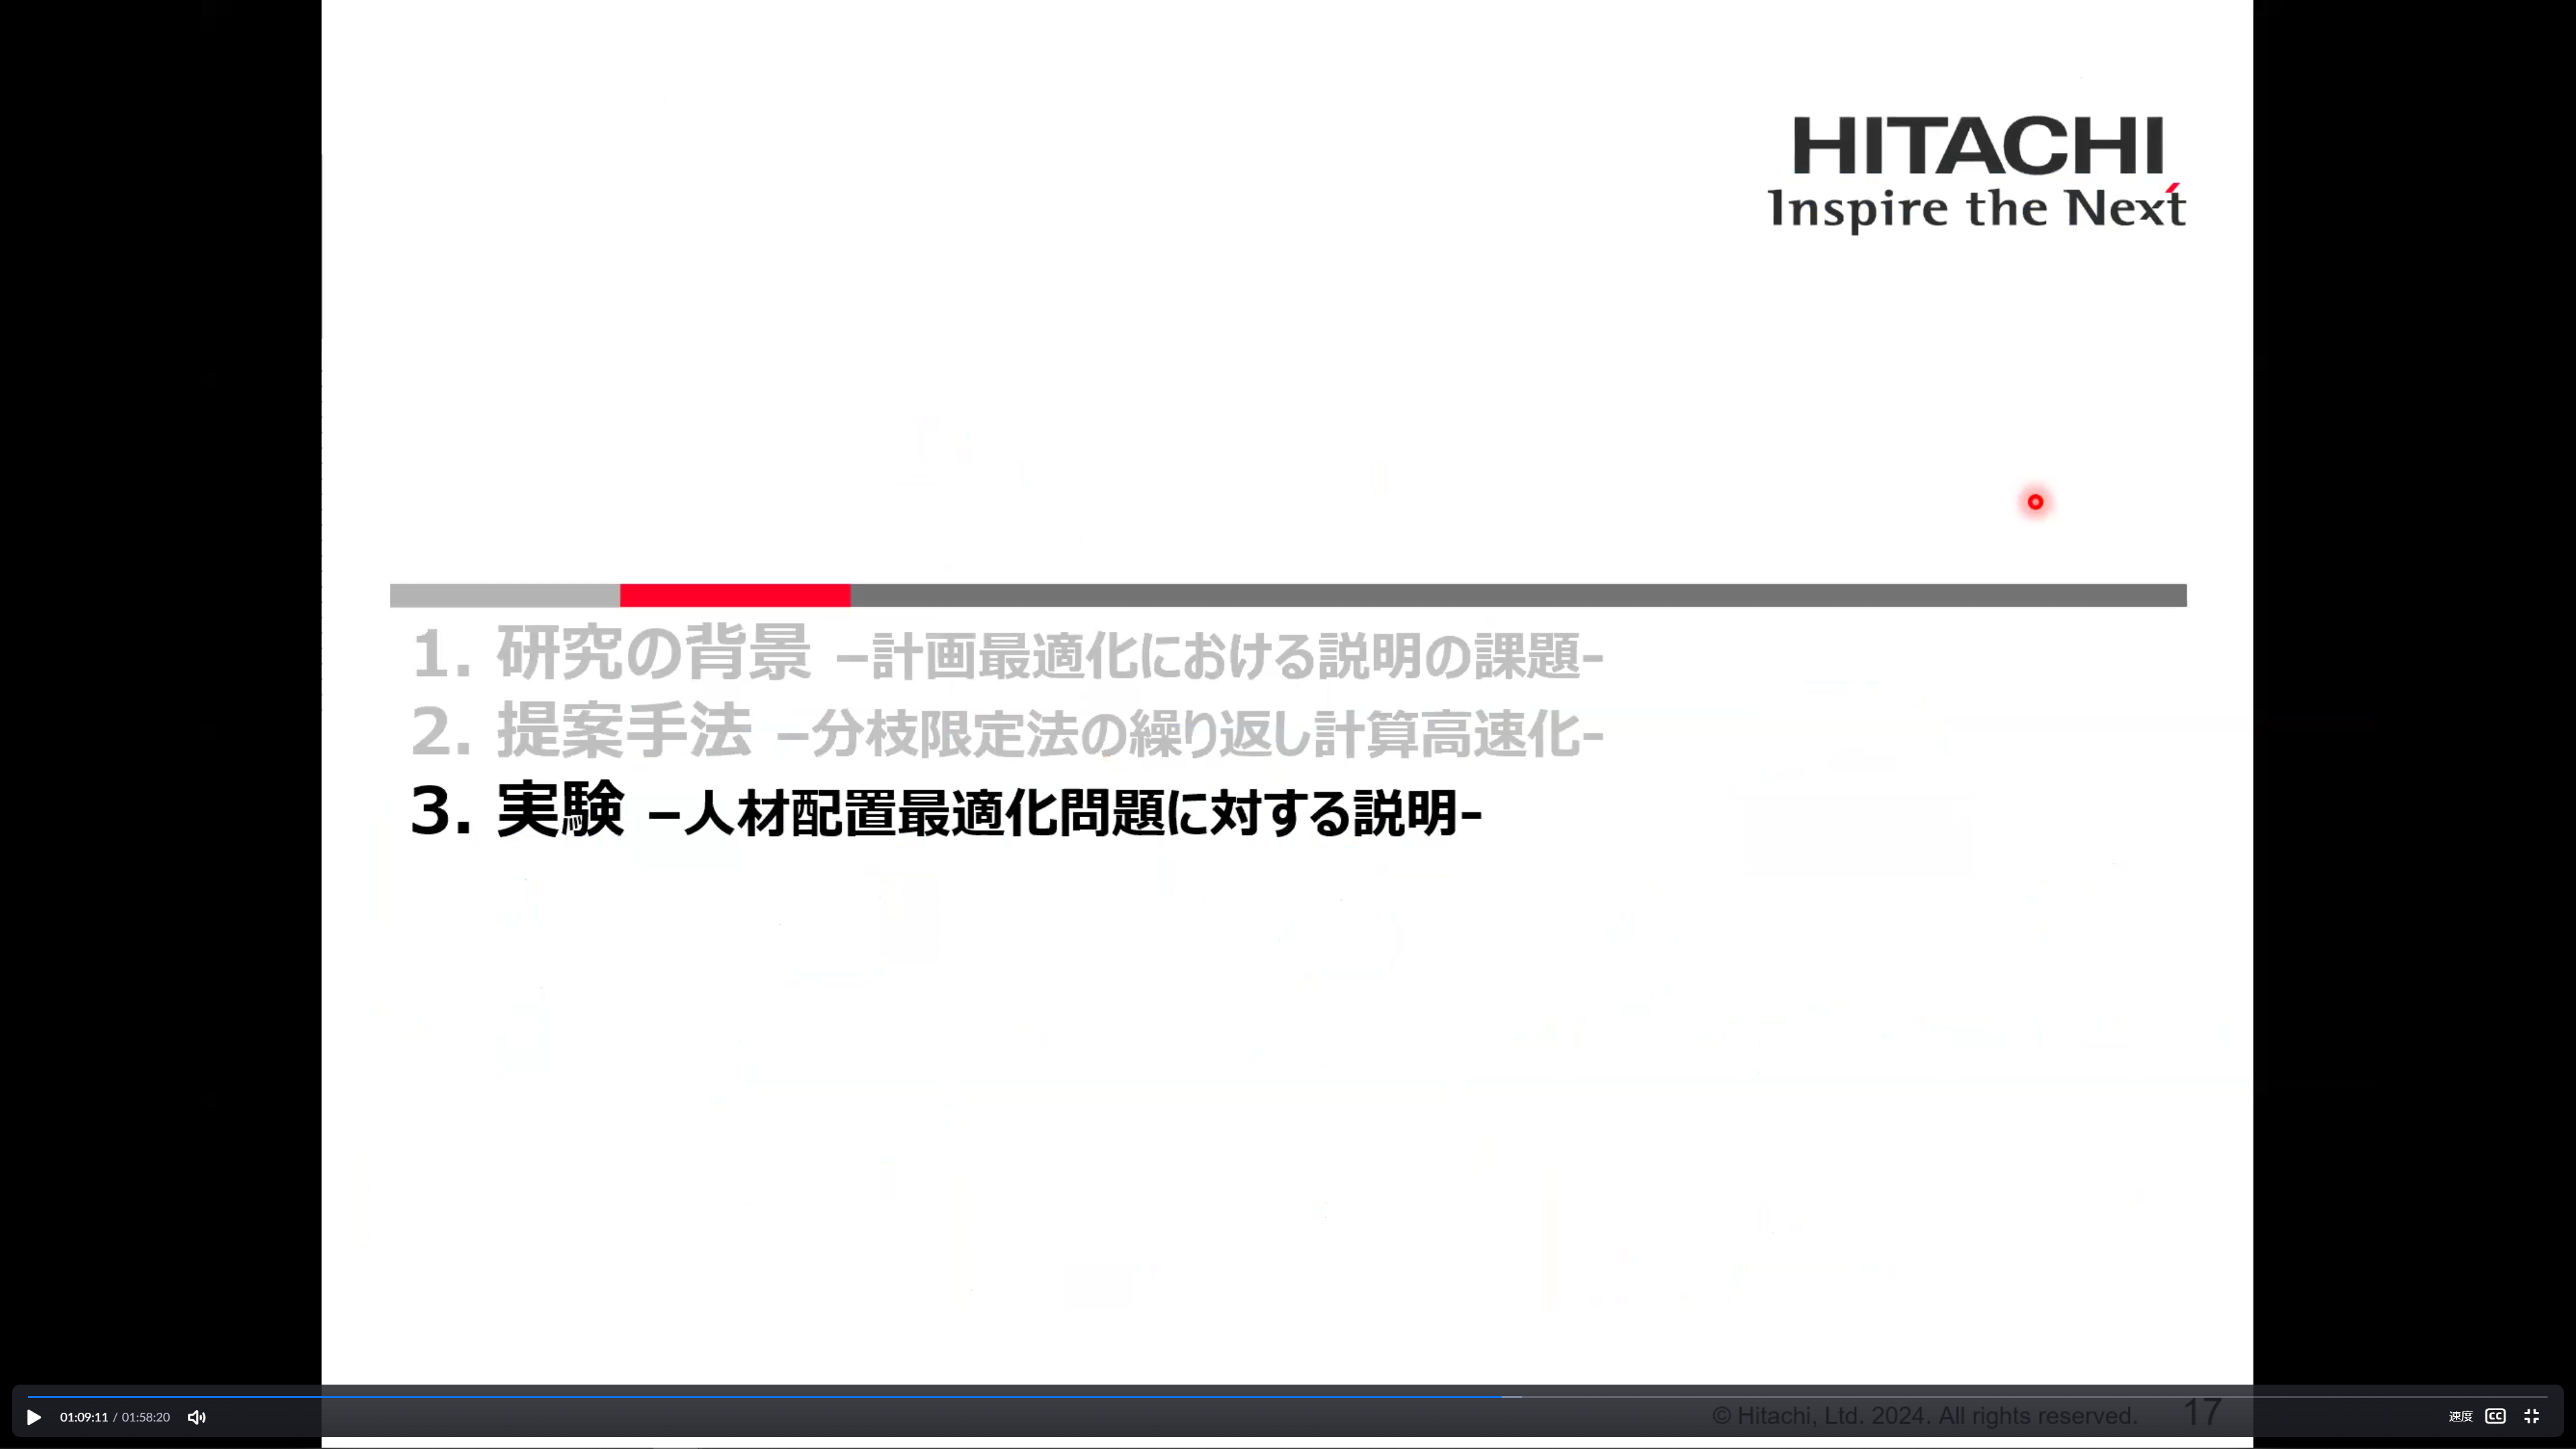 HITACHI
Inspire the Next
1. 研究の背景 –計画最適化における説明の課題-
2. 提案手法 –分枝限定法の繰り返し計算高速化-
3. 実験 –人材配置最適化問題に対する説明-
© Hitachi, Ltd. 2024. All rights reserved. 17
01:09:11 / 01:58:20 速度 CC